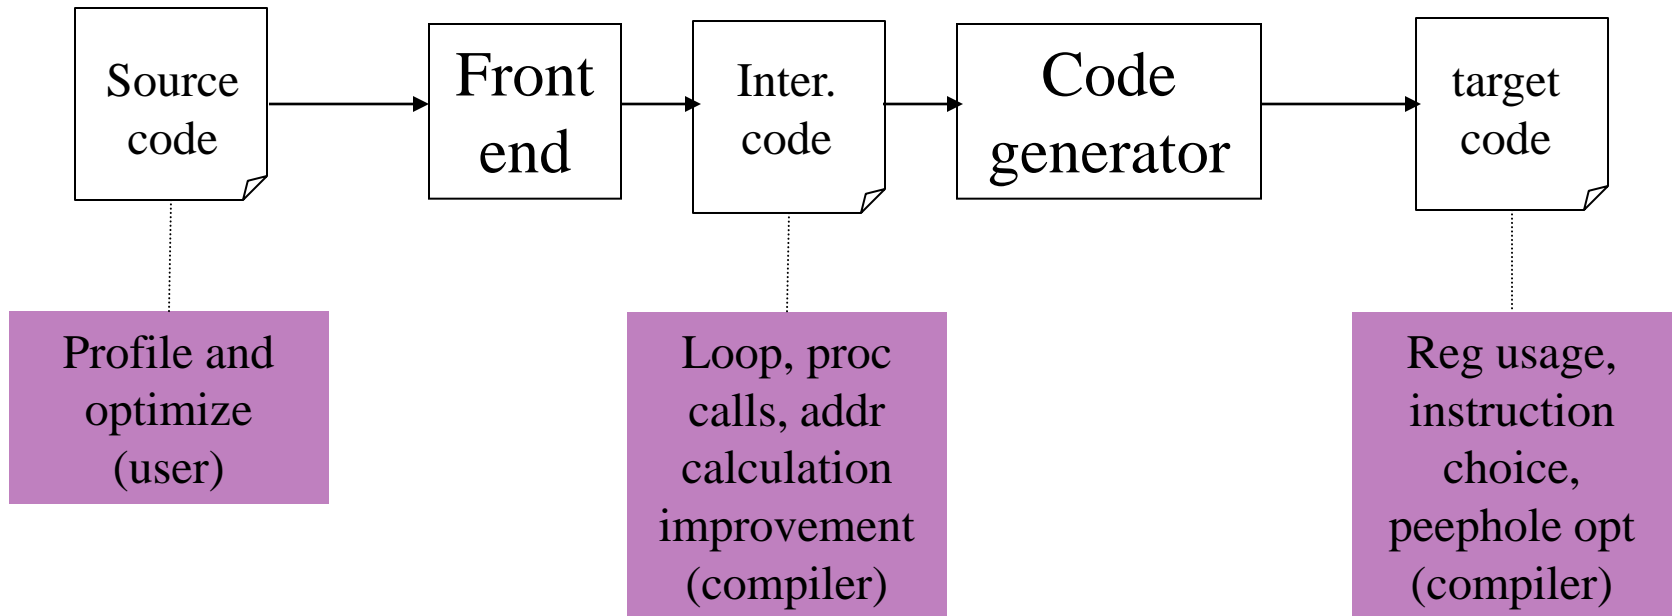 Source
code
Front
end
Inter.
code
Code
generator
target
code
Profile and
optimize
(user)
Loop, proc
calls, addr
calculation
improvement
(compiler)
Reg usage,
instruction
choice,
peephole opt
(compiler)